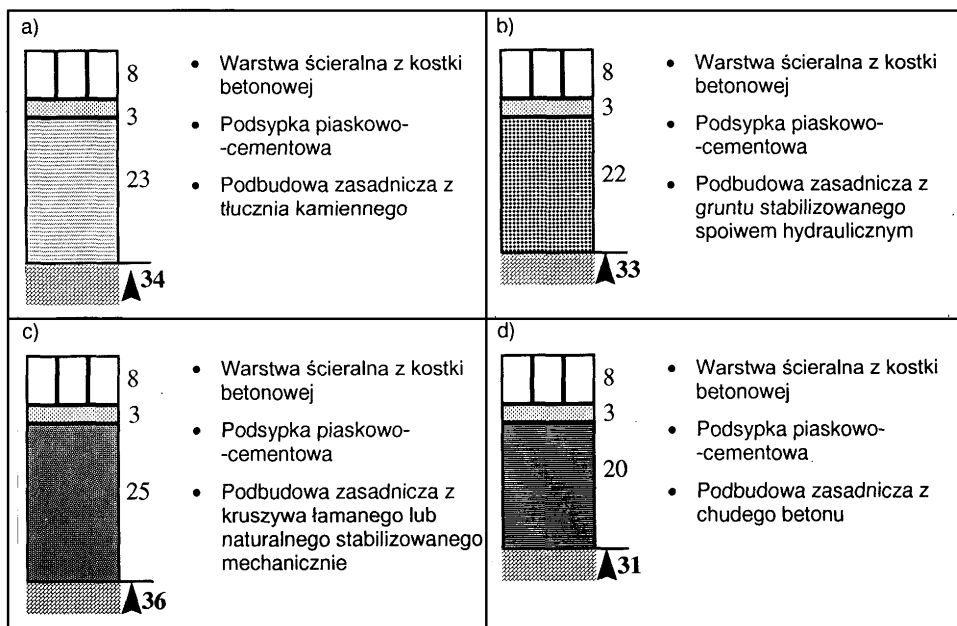 a)
8
3
23
34
• Warstwa ścieralna z kostki
betonowej
• Podsypka piaskowo-
-cementowa
• Podbudowa zasadnicza z
tłucznia kamiennego
b)
8
3
22
33
• Warstwa ścieralna z kostki
betonowej
• Podsypka piaskowo-
-cementowa
• Podbudowa zasadnicza z
gruntu stabilizowanego
spoiwem hydraulicznym
c)
8
3
25
36
• Warstwa ścieralna z kostki
betonowej
• Podsypka piaskowo-
-cementowa
• Podbudowa zasadnicza z
kruszywa łamanego lub
naturalnego stabilizowanego
mechanicznie
d)
8
3
20
31
• Warstwa ścieralna z kostki
betonowej
• Podsypka piaskowo-
-cementowa
• Podbudowa zasadnicza z
chudego betonu